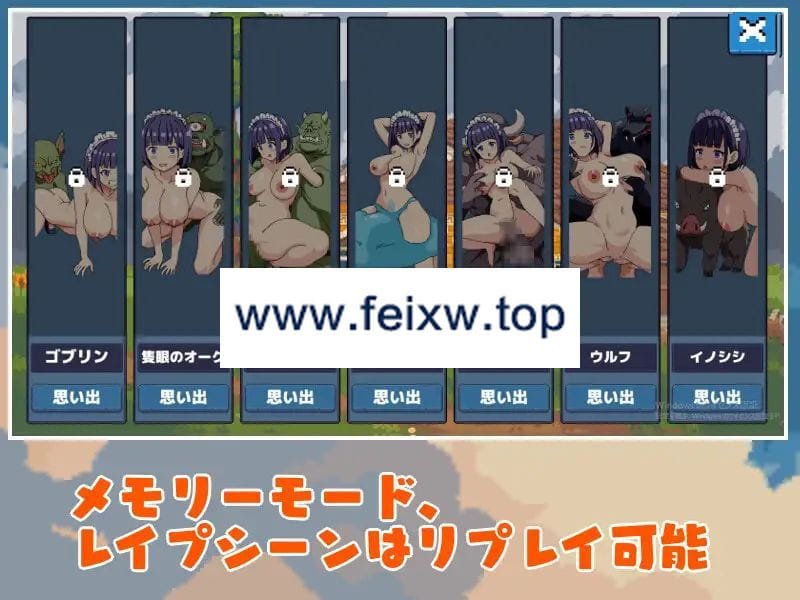 www.feixw.top
ゴブリン
隻眼のオーク
ウルフ
イノシシ
思い出
思い出
思い出
思い出
思い出
思い出
思い出
メモリーモード、
レイプシーンはリプレイ可能